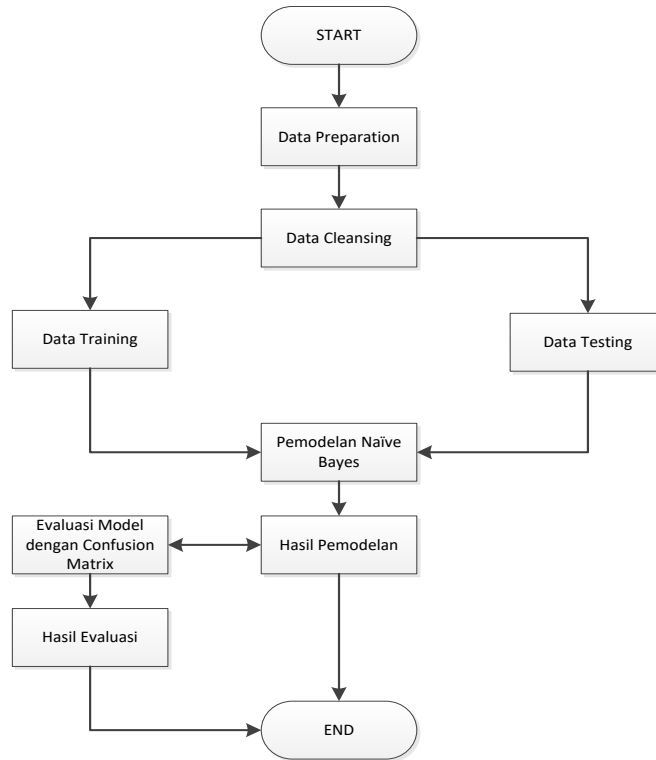 START
Data Preparation
Data Cleansing
Data Training
Data Testing
Pemodelan Naïve
Bayes
Evaluasi Model
dengan Confusion
Matrix
Hasil Pemodelan
Hasil Evaluasi
END